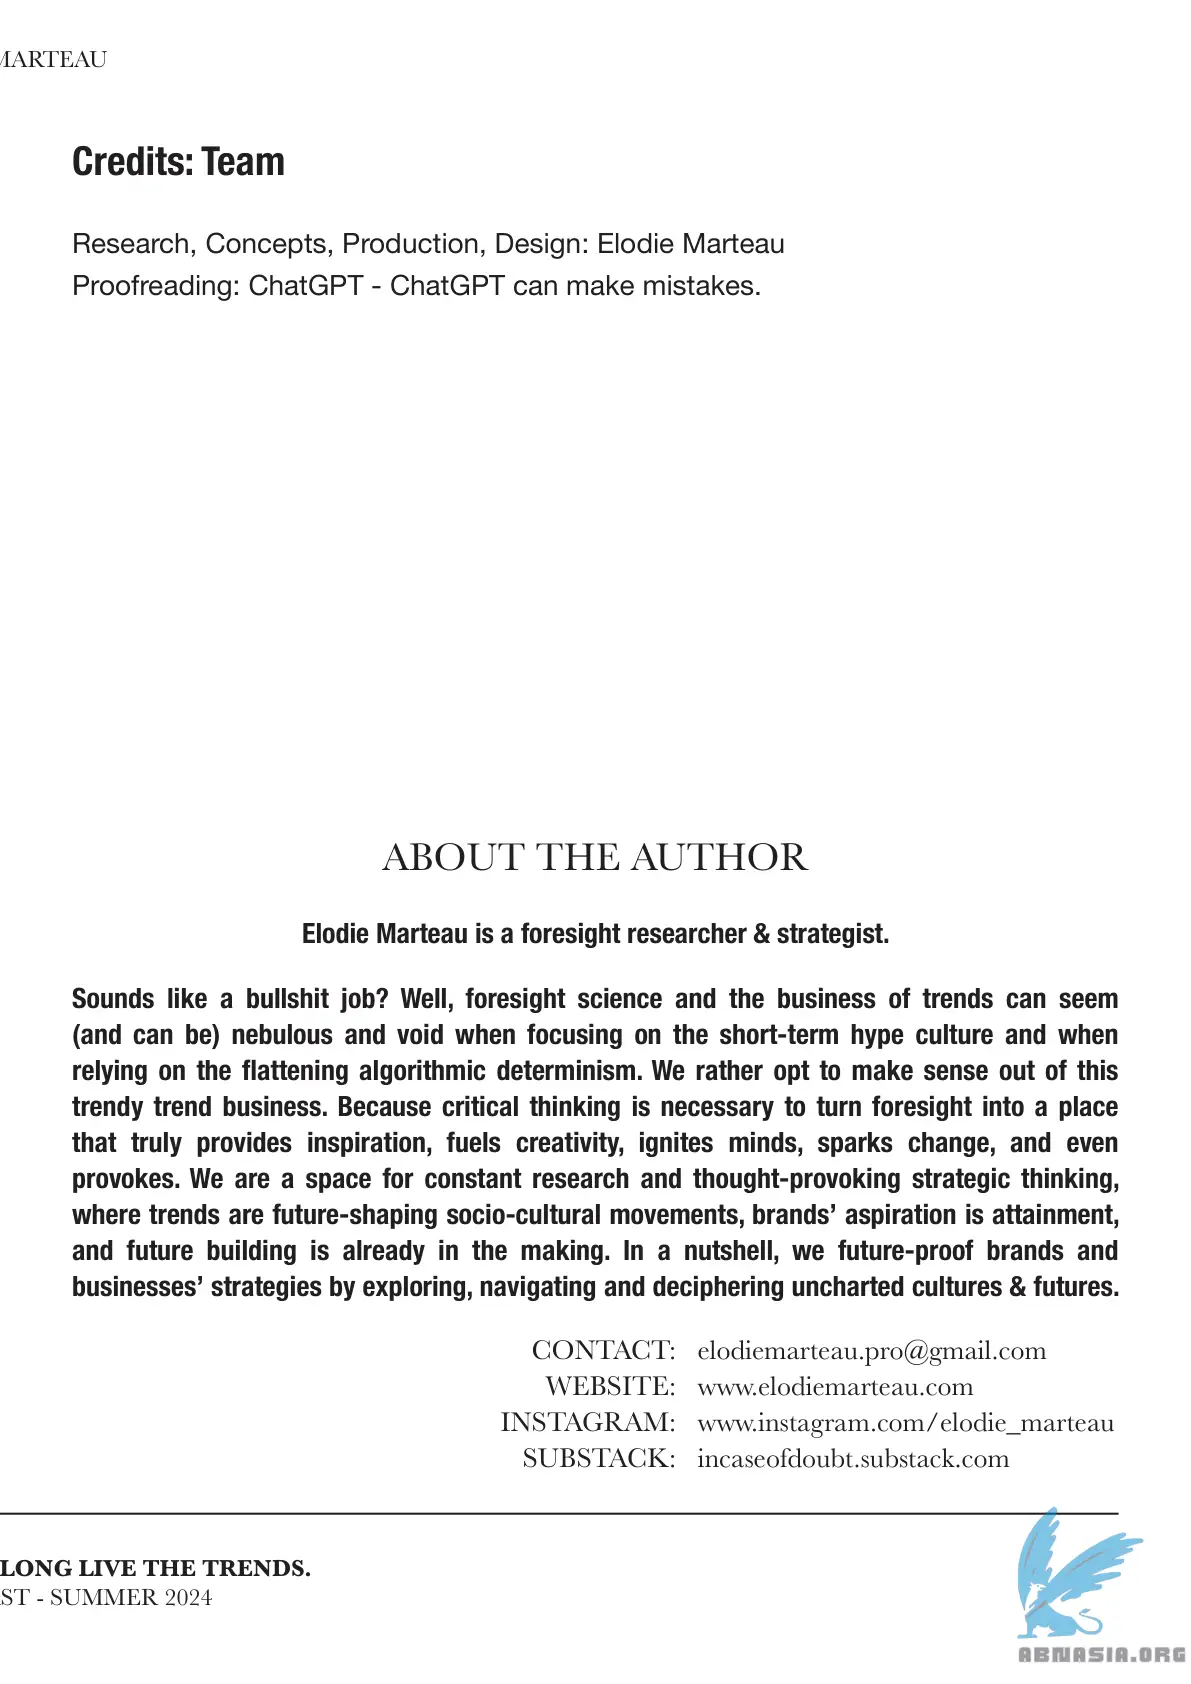 MARTEAU
Credits: Team
Research, Concepts, Production, Design: Elodie Marteau
Proofreading: ChatGPT - ChatGPT can make mistakes.
ABOUT THE AUTHOR
Elodie Marteau is a foresight researcher & strategist.
Sounds like a bullshit job? Well, foresight science and the business of trends can seem
(and can be) nebulous and void when focusing on the short-term hype culture and when
relying on the flattening algorithmic determinism. We rather opt to make sense out of this
trendy trend business. Because critical thinking is necessary to turn foresight into a place
that truly provides inspiration, fuels creativity, ignites minds, sparks change, and even
provokes. We are a space for constant research and thought-provoking strategic thinking,
where trends are future-shaping socio-cultural movements, brands’ aspiration is attainment,
and future building is already in the making. In a nutshell, we future-proof brands and
businesses’ strategies by exploring, navigating and deciphering uncharted cultures & futures.
CONTACT: elodiemarteau.pro@gmail.com
WEBSITE: www.elodiemarteau.com
INSTAGRAM: www.instagram.com/elodie_marteau
SUBSTACK: incaseofdoubt.substack.com
LONG LIVE THE TRENDS.
ST - SUMMER 2024
ABNASIA.ORG